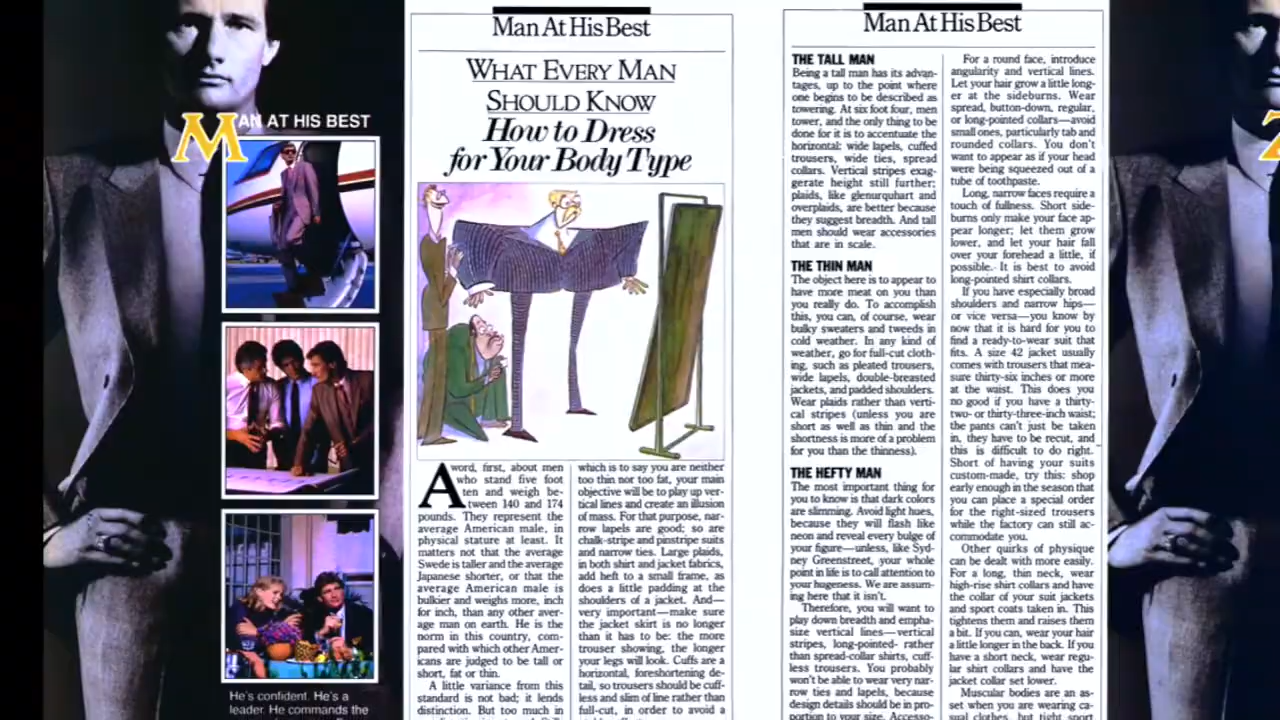 MAN AT HIS BEST
He's confident. He's a
leader. He commands the
Man At His Best
WHAT EVERY MAN
SHOULD KNOW
How to Dress
for Your Body Type
A word, first, about men
who stand five foot
ten and weigh be-
tween 140 and 174
pounds. They represent the
average American male, in
physical stature at least. It
matters not that the average
Swede is taller and the average
Japanese shorter, or that the
average American male is
bulkier and weighs more, inch
for inch, than any other aver-
age man on earth. He is the
norm in this country, com-
pared with which other Amer-
icans are judged to be tall or
short, fat or thin.
A little variance from this
standard is not bad; it lends
distinction. But too much in
which is to say you are neither
too thin nor too fat, your main
objective will be to play up ver-
tical lines and create an illusion
of mass. For that purpose, nar-
row lapels are good; so are
chalk-stripe and pinstripe suits
and narrow ties. Large plaids,
in both shirt and jacket fabrics,
add heft to a small frame, as
does a little padding at the
shoulders of a jacket. And—
very important—make sure
the jacket skirt is no longer
than it has to be: the more
trouser showing, the longer
your legs will look. Cuffs are a
horizontal, foreshortening de-
tail, so trousers should be cuff-
less and slim of line rather than
full-cut, in order to avoid a
Man At His Best
THE TALL MAN
Being a tall man has its advan-
tages, up to the point where
one begins to be described as
towering. At six foot four, men
tower, and the only thing to be
done for it is to accentuate the
horizontal: wide lapels, cuffed
trousers, wide ties, spread
collars. Vertical stripes exag-
gerate height still further;
plaids, like glenurquhart and
overplaids, are better because
they suggest breadth. And tall
men should wear accessories
that are in scale.
THE THIN MAN
The object here is to appear to
have more meat on you than
you really do. To accomplish
this, you can, of course, wear
bulky sweaters and tweeds in
cold weather. In any kind of
weather, go for full-cut cloth-
ing, such as pleated trousers,
wide lapels, double-breasted
jackets, and padded shoulders.
Wear plaids rather than verti-
cal stripes (unless you are
short as well as thin and the
shortness is more of a problem
for you than the thinness).
THE HEFTY MAN
The most important thing for
you to know is that dark colors
are slimming. Avoid light hues,
because they will flash like
neon and reveal every bulge of
your figure—unless, like Syd-
ney Greenstreet, your whole
point in life is to call attention to
your hugeness. We are assum-
ing here that it isn't.
Therefore, you will want to
play down breadth and empha-
size vertical lines—vertical
stripes, long-pointed- rather
than spread-collar shirts, cuff-
less trousers. You probably
won't be able to wear very nar-
row ties and lapels, because
design details should be in pro-
portion to your size. Accesso-
For a round face, introduce
angularity and vertical lines.
Let your hair grow a little long-
er at the sideburns. Wear
spread, button-down, regular,
or long-pointed collars—avoid
small ones, particularly tab and
rounded collars. You don't
want to appear as if your head
were being squeezed out of a
tube of toothpaste.
Long, narrow faces require a
touch of fullness. Short side-
burns only make your face ap-
pear longer; let them grow
lower, and let your hair fall
over your forehead a little, if
possible. It is best to avoid
long-pointed shirt collars.
If you have especially broad
shoulders and narrow hips—
or vice versa—you know by
now that it is hard for you to
find a ready-to-wear suit that
fits. A size 42 jacket usually
comes with trousers that mea-
sure thirty-six inches or more
at the waist. This does you
no good if you have a thirty-
two- or thirty-three-inch waist;
the pants can't just be taken
in, they have to be recut, and
this is difficult to do right.
Short of having your suits
custom-made, try this: shop
early enough in the season that
you can place a special order
for the right-sized trousers
while the factory can still ac-
commodate you.
Other quirks of physique
can be dealt with more easily.
For a long, thin neck, wear
high-rise shirt collars and have
the collar of your suit jackets
and sport coats taken in. This
tightens them and raises them
a bit. If you can, wear your hair
a little longer in the back. If you
have a short neck, wear regu-
lar shirt collars and have the
jacket collar set lower.
Muscular bodies are an as-
set when you are wearing ca-
sual clothes, but tight sport